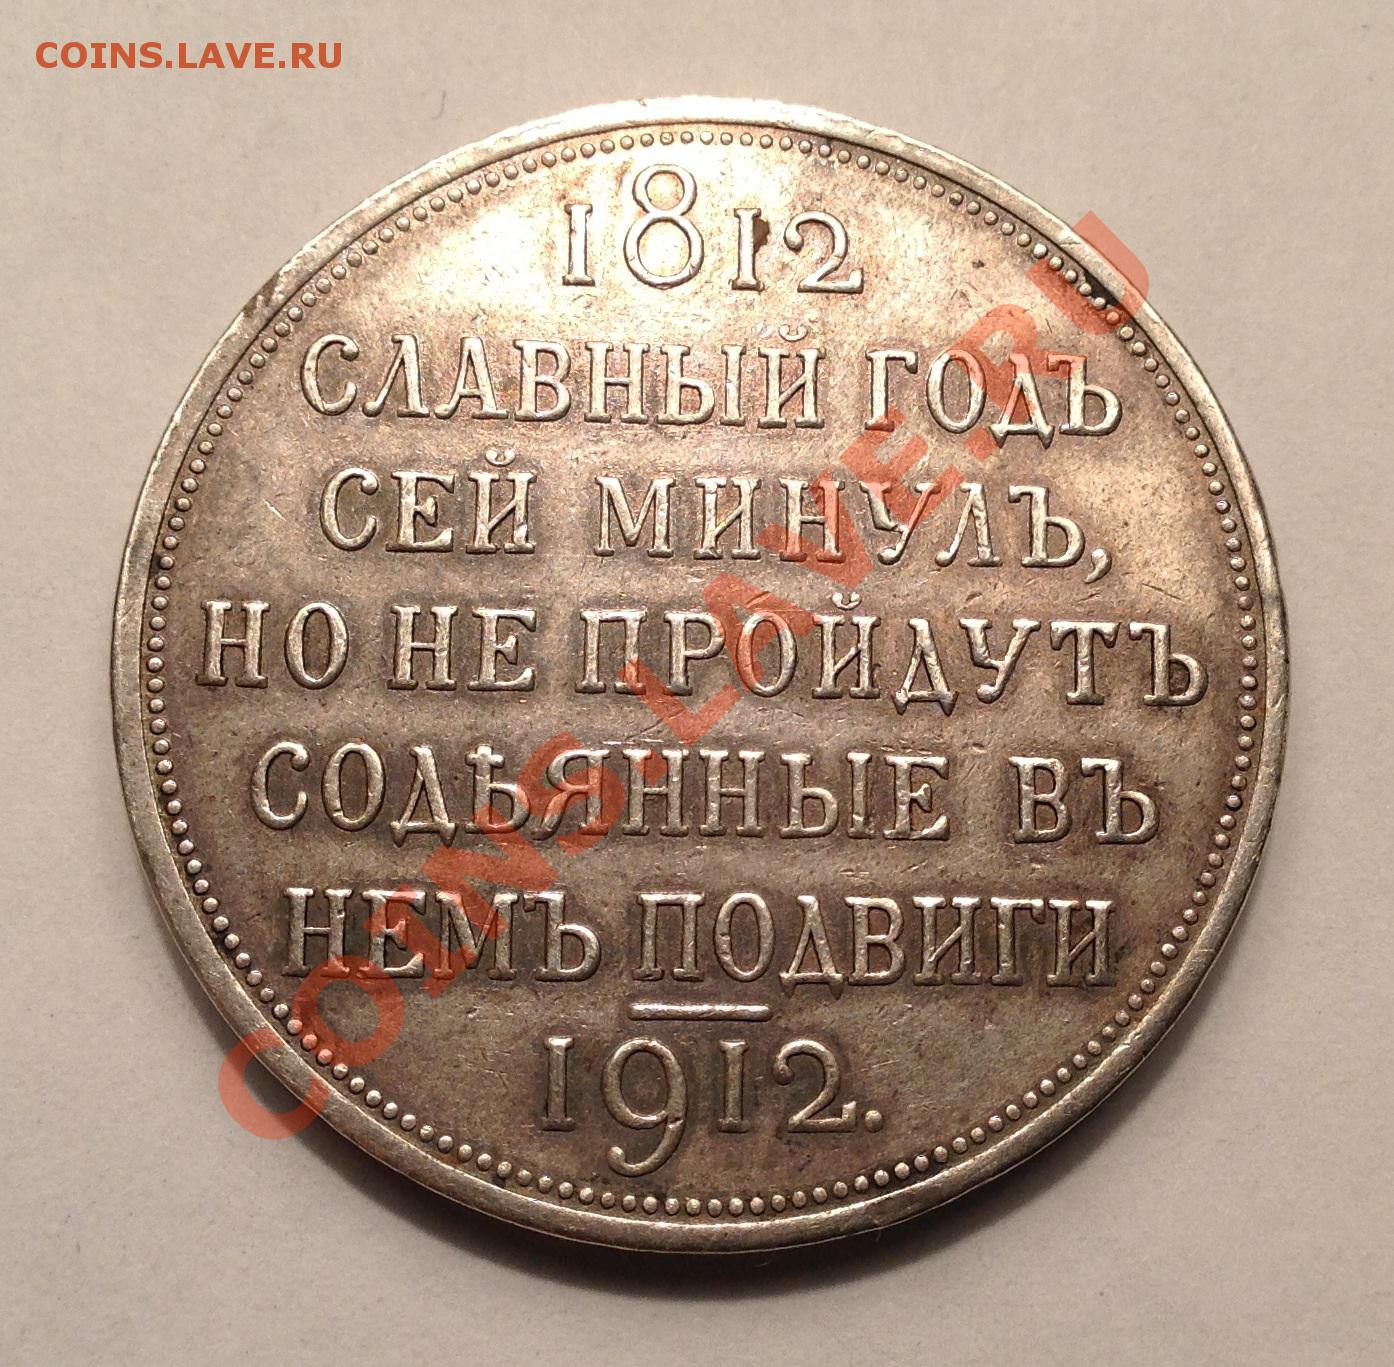 COINS.LAVE.RU
1812
СЛАВНЫЙ ГОДЪ
СЕЙ МИНУЛЪ,
НО НЕ ПРОЙДУТЪ
СОДѢЯННЫЕ ВЪ
НЕМЪ ПОДВИГИ
1912.
COINS.LAVE.RU